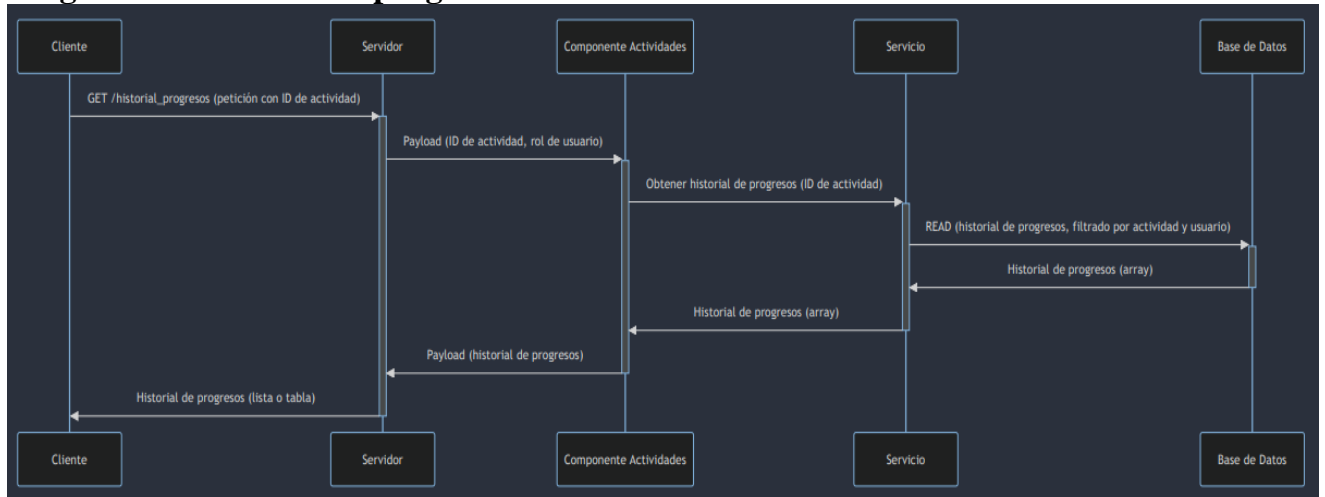 Cliente
Servidor
Componente Actividades
Servicio
Base de Datos
GET /historial_progresos (petición con ID de actividad)
Payload (ID de actividad, rol de usuario)
Obtener historial de progresos (ID de actividad)
READ (historial de progresos, filtrado por actividad y usuario)
Historial de progresos (array)
Historial de progresos (array)
Payload (historial de progresos)
Historial de progresos (lista o tabla)
Cliente
Servidor
Componente Actividades
Servicio
Base de Datos